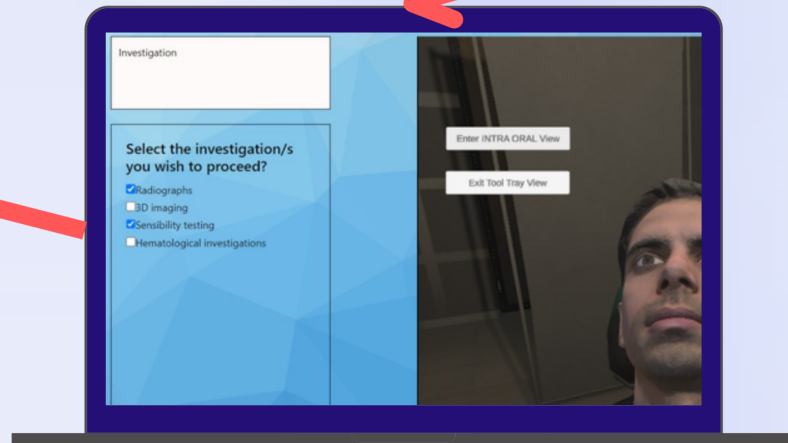 Investigation
Select the investigation/s
you wish to proceed?
Radiographs
3D imaging
Sensibility testing
Hematological investigations
Enter INTRA ORAL View
Exit Tool Tray View